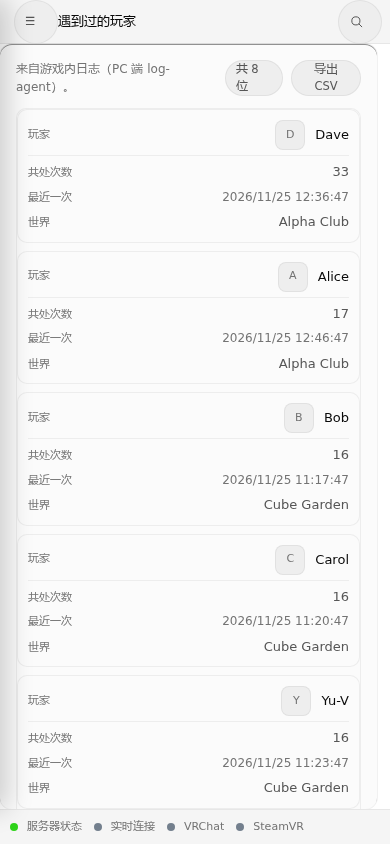 ☰ 遇到过的玩家
来自游戏内日志（PC 端 log-
agent）。
共 8
位
导出
CSV
玩家 D Dave
共处次数 33
最近一次 2026/11/25 12:36:47
世界 Alpha Club
玩家 A Alice
共处次数 17
最近一次 2026/11/25 12:46:47
世界 Alpha Club
玩家 B Bob
共处次数 16
最近一次 2026/11/25 11:17:47
世界 Cube Garden
玩家 C Carol
共处次数 16
最近一次 2026/11/25 11:20:47
世界 Cube Garden
玩家 Y Yu-V
共处次数 16
最近一次 2026/11/25 11:23:47
世界 Cube Garden
服务器状态 实时连接 VRChat SteamVR